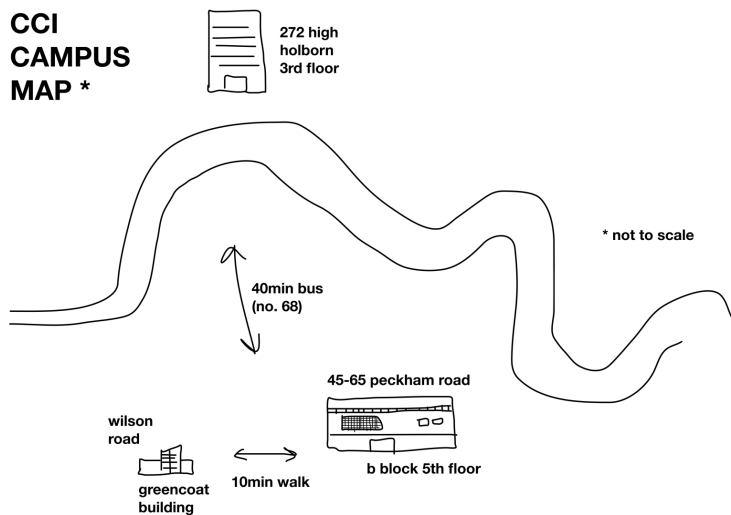 CCI
CAMPUS
MAP *
272 high
holborn
3rd floor
* not to scale
40min bus
(no. 68)
45-65 peckham road
wilson
road
b block 5th floor
10min walk
greencoat
building